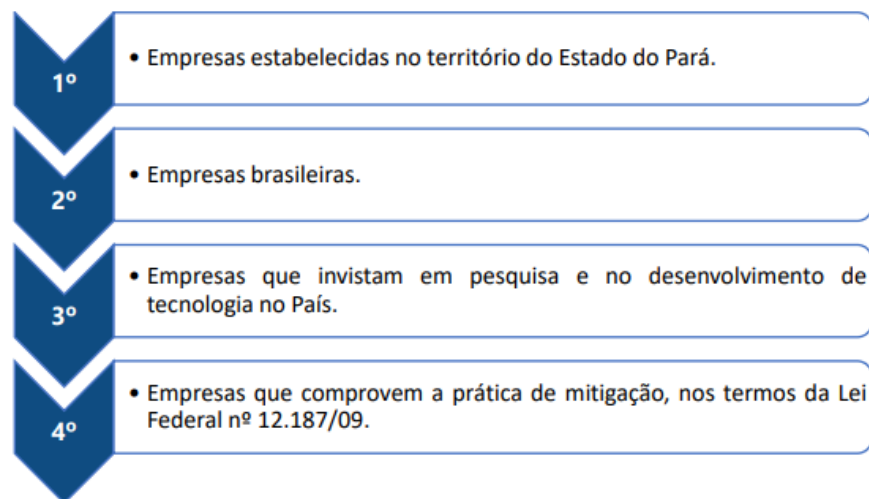 1º
• Empresas estabelecidas no território do Estado do Pará.
2º
• Empresas brasileiras.
3º
• Empresas que invistam em pesquisa e no desenvolvimento de
tecnologia no País.
4º
• Empresas que comprovem a prática de mitigação, nos termos da Lei
Federal nº 12.187/09.